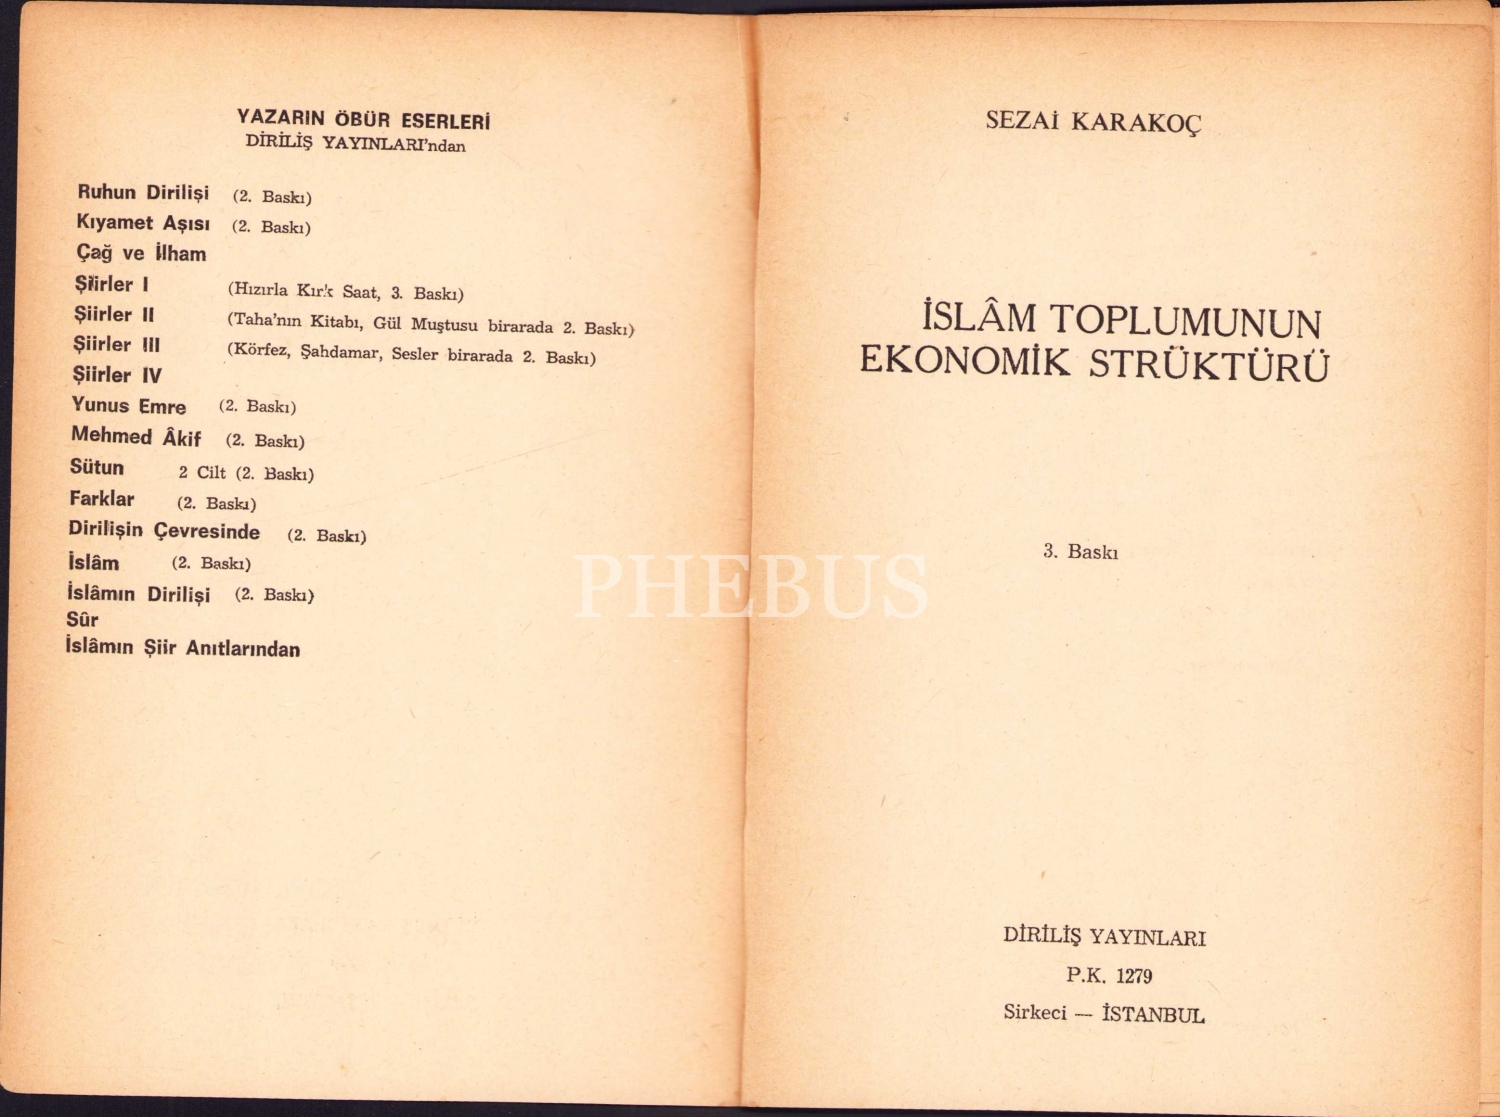 YAZARIN ÖBÜR ESERLERİ
DİRİLİŞ YAYINLARI'ndan
Ruhun Dirilişi (2. Baskı)
Kıyamet Aşısı (2. Baskı)
Çağ ve İlham
Şiirler I (Hızırla Kırk Saat, 3. Baskı)
Şiirler II (Taha'nın Kitabı, Gül Muştusu birarada 2. Baskı)
Şiirler III (Körfez, Şahdamar, Sesler birarada 2. Baskı)
Şiirler IV
Yunus Emre (2. Baskı)
Mehmed Âkif (2. Baskı)
Sütun 2 Cilt (2. Baskı)
Farklar (2. Baskı)
Dirilişin Çevresinde (2. Baskı)
İslâm (2. Baskı)
İslâmın Dirilişi (2. Baskı)
Sûr
İslâmın Şiir Anıtlarından
SEZAİ KARAKOÇ
İSLÂM TOPLUMUNUN
EKONOMİK STRÜKTÜRÜ
3. Baskı
PHEBUS
DİRİLİŞ YAYINLARI
P.K. 1279
Sirkeci — İSTANBUL